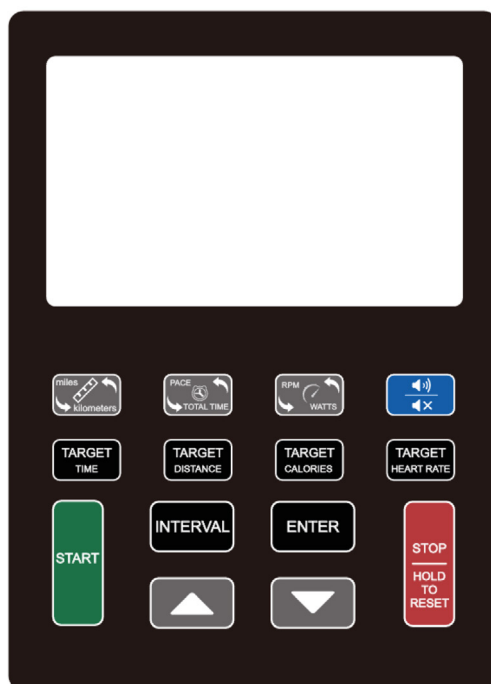 miles
kilometers
PACE
TOTAL TIME
RPM
WATTS
TARGET
TIME
TARGET
DISTANCE
TARGET
CALORIES
TARGET
HEART RATE
START
INTERVAL
ENTER
STOP
HOLD
TO
RESET